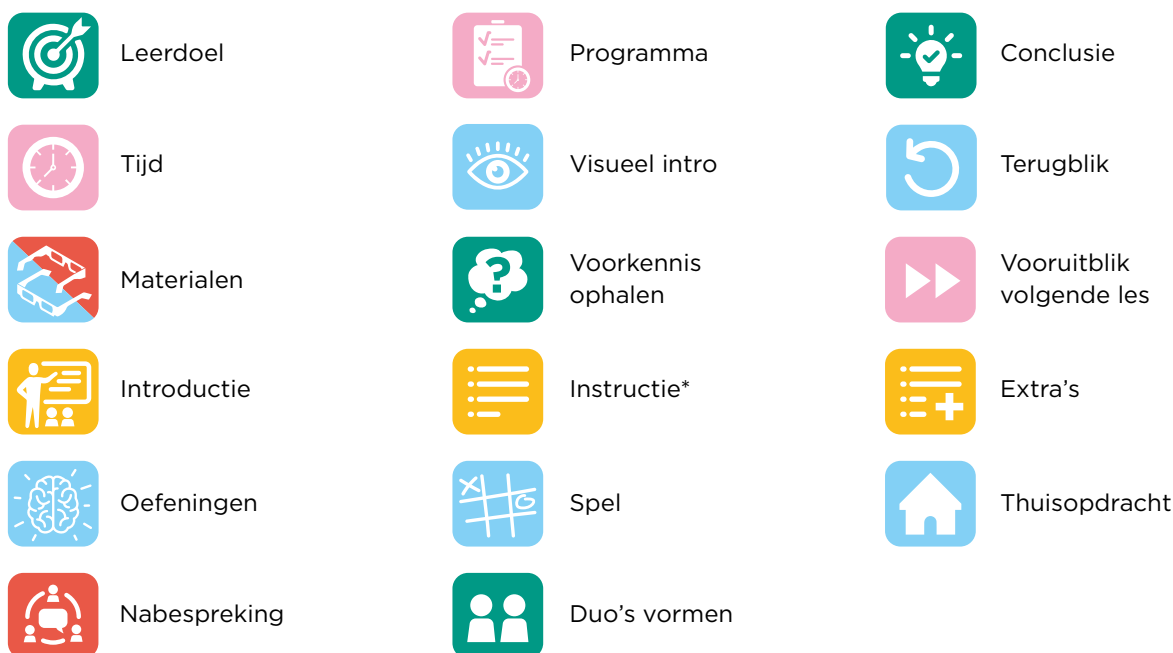 Leerdoel
Programma
Conclusie
Tijd
Visueel intro
Terugblik
Materialen
Voorkennis
ophalen
Vooruitblik
volgende les
Introductie
Instructie*
Extra’s
Oefeningen
Spel
Thuisopdracht
Nabespreking
Duo’s vormen